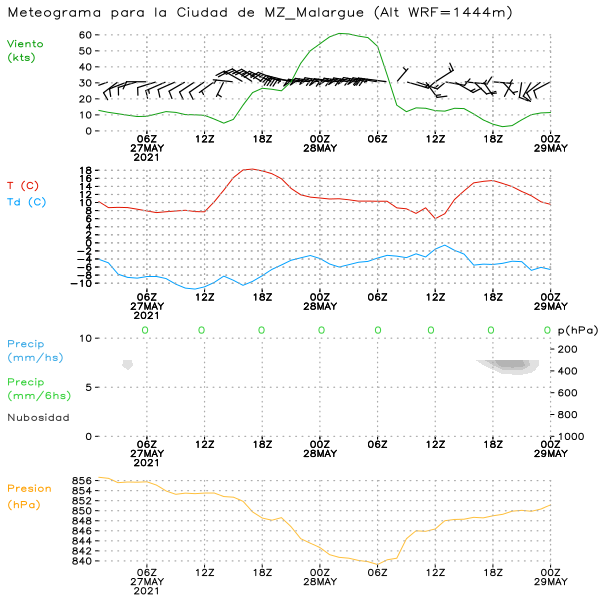 Meteograma para la Ciudad de MZ_Malargue (Alt WRF=1444m)
Viento
(kts)
60
50
40
30
20
10
0
06Z 12Z 18Z 00Z 06Z 12Z 18Z 00Z
27MAY 28MAY 29MAY
2021
T (C)
Td (C)
18
16
14
12
10
8
6
4
2
0
-2
-4
-6
-8
-10
06Z 12Z 18Z 00Z 06Z 12Z 18Z 00Z
27MAY 28MAY 29MAY
2021
0 0 0 0 0 0 0 0
p(hPa)
Precip
(mm/hs)
Precip
(mm/6hs)
Nubosidad
10
5
0
200
400
600
800
1000
06Z 12Z 18Z 00Z 06Z 12Z 18Z 00Z
27MAY 28MAY 29MAY
2021
Presion
(hPa)
856
854
852
850
848
846
844
842
840
06Z 12Z 18Z 00Z 06Z 12Z 18Z 00Z
27MAY 28MAY 29MAY
2021